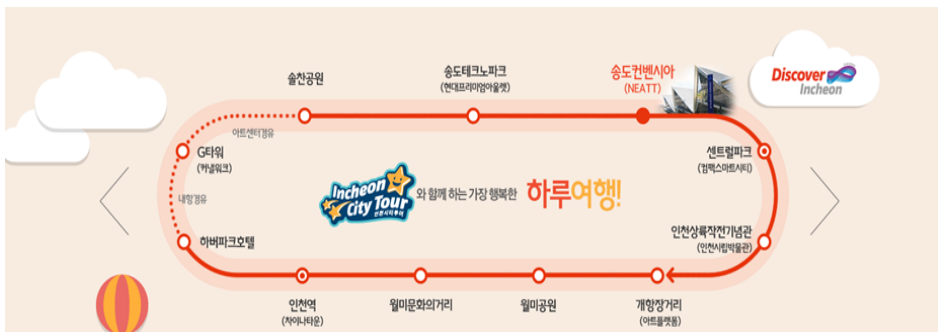 솔찬공원
송도테크노파크
(현대프리미엄아울렛)
송도컨벤시아
(NEATT)
Discover
Incheon
아트센터경유
G타워
(커낼워크)
센트럴파크
(컴팩스마트시티)
내항경유
Incheon
City Tour
인천시티투어
와 함께 하는 가장 행복한 하루여행!
하버파크호텔
인천상륙작전기념관
(인천시립박물관)
인천역
(차이나타운)
월미문화의거리
월미공원
개항장거리
(아트플랫폼)